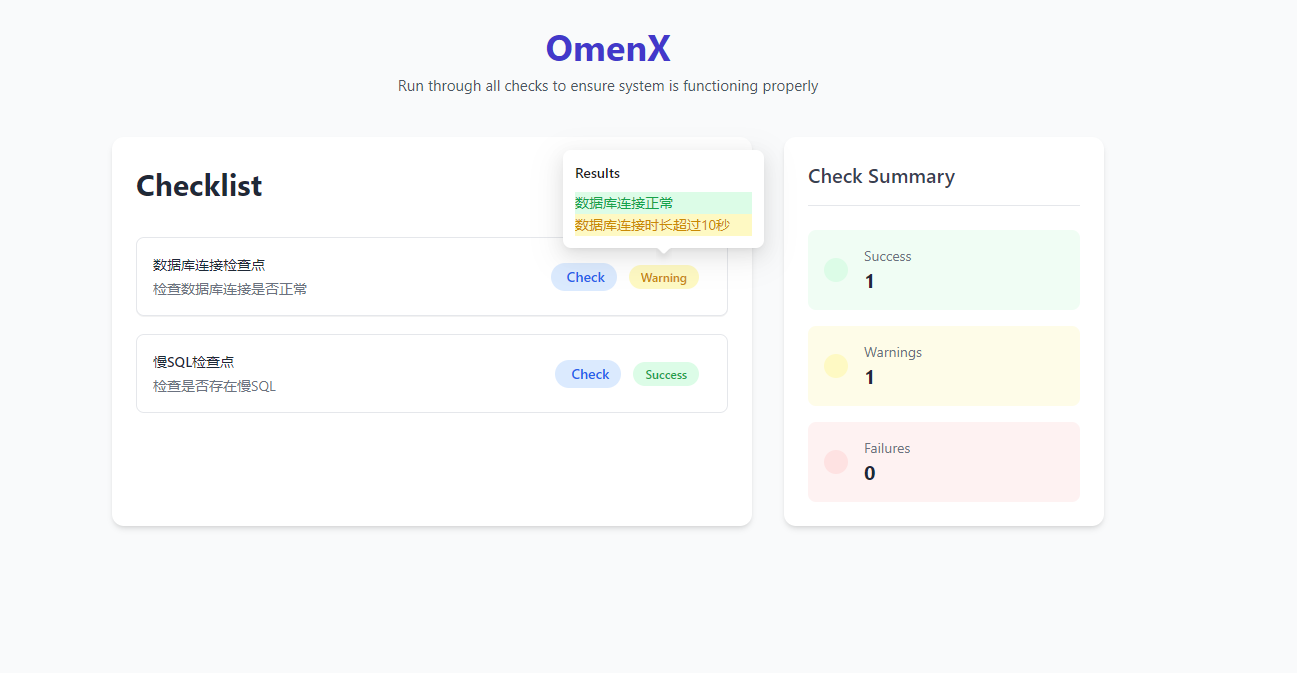 OmenX
Run through all checks to ensure system is functioning properly
Checklist
Results
数据库连接正常
数据库连接时长超过10秒
数据库连接检查点
检查数据库连接是否正常
Check
Warning
慢SQL检查点
检查是否存在慢SQL
Check
Success
Check Summary
Success
1
Warnings
1
Failures
0